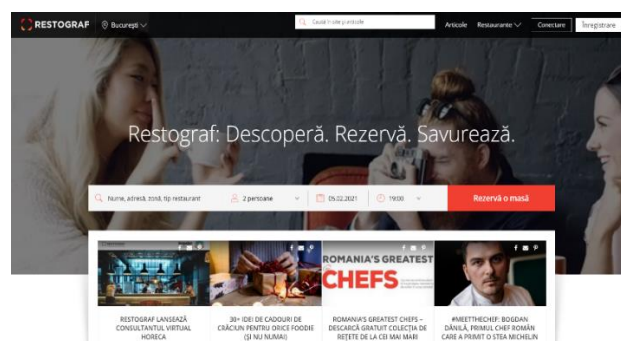 RESTOGRAF
București
Caută în site și articole
Articole
Restaurante
Conectare
Înregistrare
Restograf: Descoperă. Rezervă. Savurează.
Nume, adresă, zonă, tip restaurant
2 persoane
05.02.2021
19:00
Rezervă o masă
ROMANIA'S GREATEST
CHEFS
RESTOGRAF LANSEAZĂ
CONSULTANTUL VIRTUAL
HORECA
30+ IDEI DE CADOURI DE
CRĂCIUN PENTRU ORICE FOODIE
(ȘI NU NUMAI)
ROMANIA'S GREATEST CHEFS –
DESCARCĂ GRATUIT COLECȚIA DE
REȚETE DE LA CEI MAI MARI
#MEETTHECHEF: BOGDAN
DĂNILĂ, PRIMUL CHEF ROMÂN
CARE A PRIMIT O STEA MICHELIN